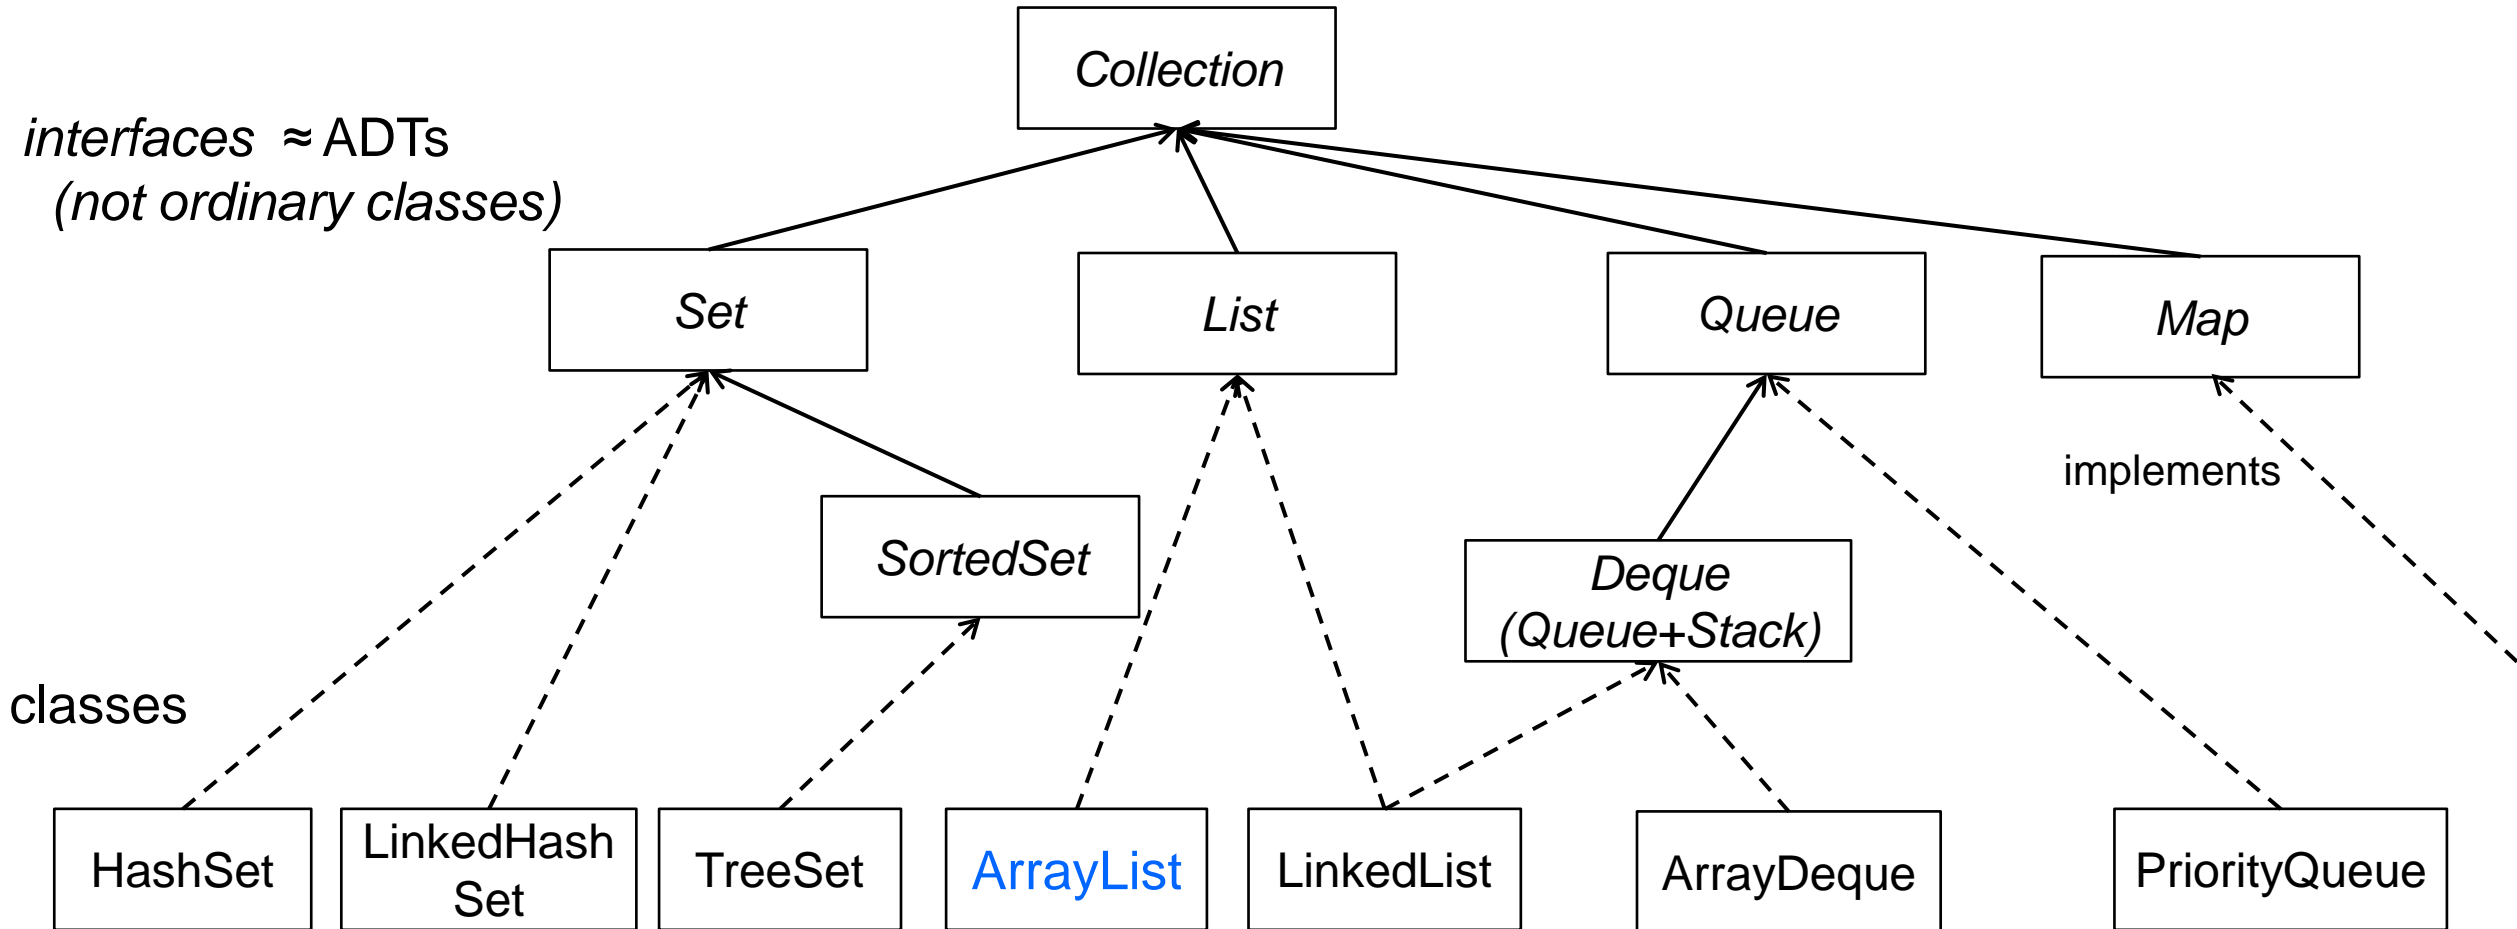 Collection
interfaces ≈ ADTs
(not ordinary classes)
Set
List
Queue
Map
implements
SortedSet
Deque
(Queue+Stack)
classes
HashSet
LinkedHash
Set
TreeSet
ArrayList
LinkedList
ArrayDeque
PriorityQueue